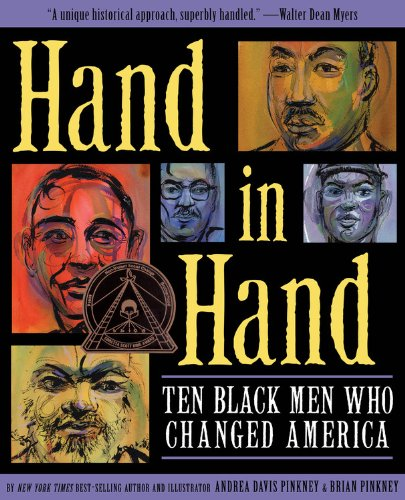 "A unique historical approach, superbly handled." —Walter Dean Myers
Hand
in
Hand
TEN BLACK MEN WHO
CHANGED AMERICA
BY NEW YORK TIMES BEST-SELLING AUTHOR AND ILLUSTRATOR ANDREA DAVIS PINKNEY & BRIAN PINKNEY